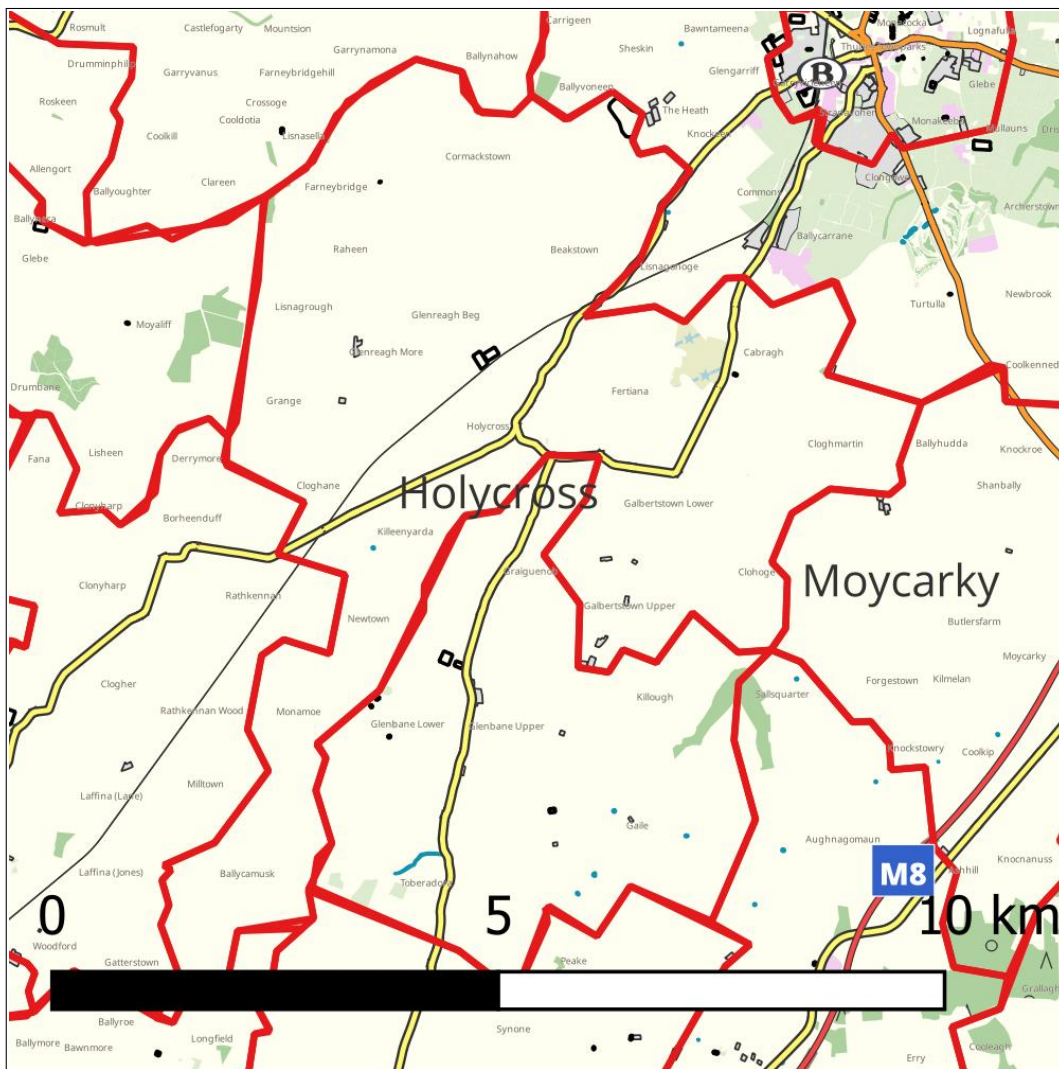 Rosmult
Castlefogarty
Mountsion
Carrigeen
Garrynamona
Ballynahow
Sheskin
Bawntameena
Lognafulla
Drumminphilip
Garryvanus
Farneybridgehill
Glengarriff
B
Glebe
Ballyvoneen
The Heath
Roskeen
Crossoge
Cooldotia
Coolkill
Lisnasella
Knockeen
Monakeeba
Mullauns
Cormackstown
Allengort
Clareen
Farneybridge
Ballyoughter
Commons
Archerstown
Ballycarrane
Glebe
Raheen
Beakstown
Lisnagonoge
Lisnagrough
Glenreagh Beg
Turtulla
Newbrook
Moyaliff
Glenreagh More
Cabragh
Coolkenned
Drumbane
Grange
Fertiana
Holycross
Cloghmartin
Ballyhudda
Knockroe
Fana
Lisheen
Derrymore
Cloghane
Holycross
Shanbally
Clonyharp
Borheenduff
Killeenyarda
Galbertstown Lower
Graiguenoe
Clohoge
Moycarky
Clonyharp
Rathkennan
Galbertstown Upper
Newtown
Butlersfarm
Moycarky
Clogher
Forgestown
Kilmelan
Killough
Sallsquarter
Rathkennan Wood
Monamoe
Glenbane Lower
Glenbane Upper
Knockstowry
Coolkip
Milltown
Laffina (Lane)
Gaile
Aughnagomaun
Knocnanuss
Laffina (Jones)
Ballycamusk
Toberadora
M8
0
5
10 km
Woodford
Gatterstown
Peake
Grallagh
Ballyroe
Longfield
Synone
Ballymore
Bawnmore
Erry
Cooleagh